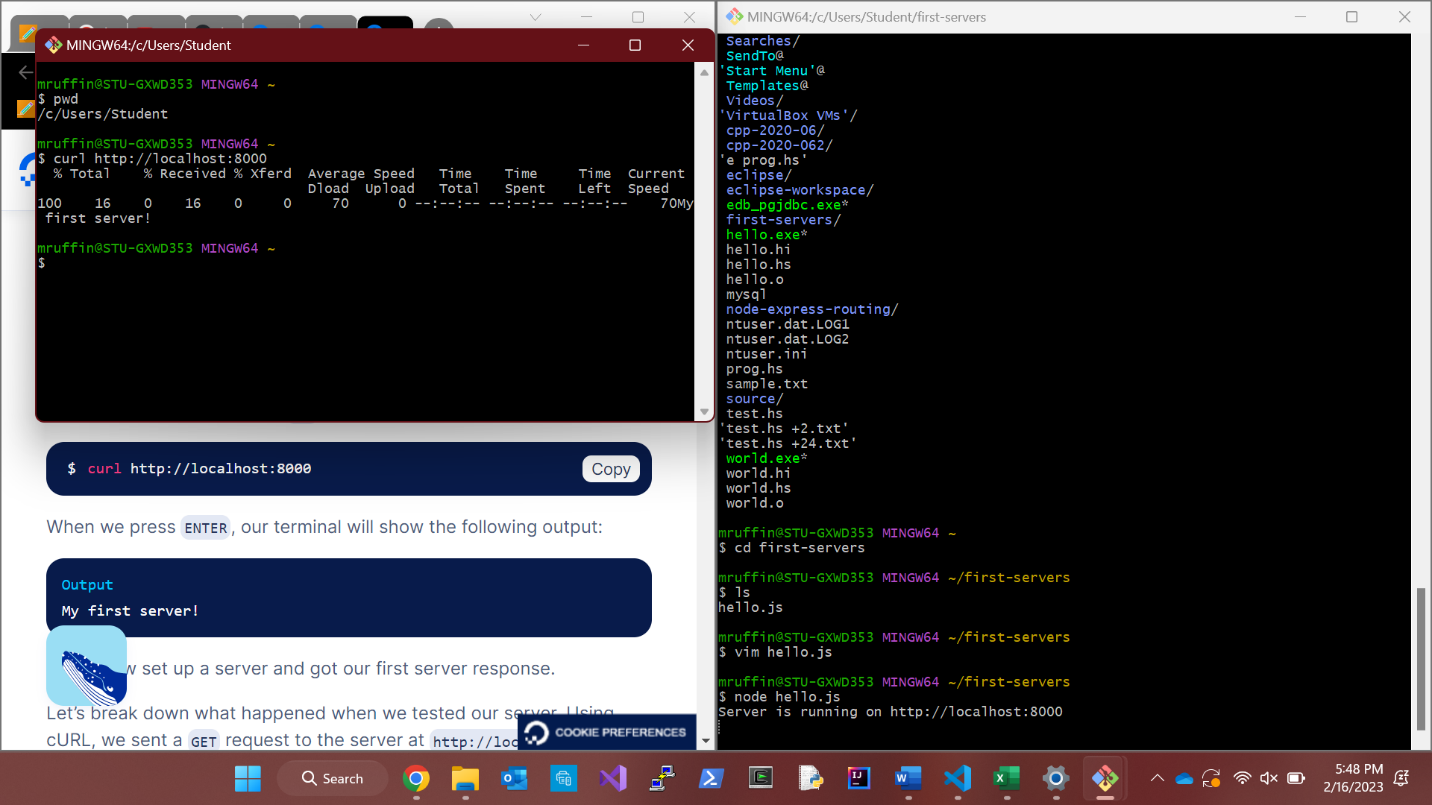 MINGW64:/c/Users/Student
mruffin@STU-GXWD353 MINGW64 ~
$ pwd
/c/Users/Student
mruffin@STU-GXWD353 MINGW64 ~
$ curl http://localhost:8000
% Total % Received % Xferd Average Speed Time Time Time Current
Dload Upload Total Spent Left Speed
100 16 0 16 0 0 70 0 --:--:-- --:--:-- --:--:-- 70My
first server!
mruffin@STU-GXWD353 MINGW64 ~
$
$ curl http://localhost:8000
Copy
When we press ENTER, our terminal will show the following output:
Output
My first server!
set up a server and got our first server response.
Let's break down what happened when we tested our server. Using
cURL, we sent a GET request to the server at
COOKIE PREFERENCES
MINGW64:/c/Users/Student/first-servers
Searches/
SendTo@
'Start Menu'@
Templates@
Videos/
'VirtualBox VMs'/
cpp-2020-06/
cpp-2020-062/
'e prog.hs'
eclipse/
eclipse-workspace/
edb_pgjdbc.exe*
first-servers/
hello.exe*
hello.hi
hello.hs
hello.o
mysql
node-express-routing/
ntuser.dat.LOG1
ntuser.dat.LOG2
ntuser.ini
prog.hs
sample.txt
source/
test.hs
'test.hs +2.txt'
'test.hs +24.txt'
world.exe*
world.hi
world.hs
world.o
mruffin@STU-GXWD353 MINGW64 ~
$ cd first-servers
mruffin@STU-GXWD353 MINGW64 ~/first-servers
$ ls
hello.js
mruffin@STU-GXWD353 MINGW64 ~/first-servers
$ vim hello.js
mruffin@STU-GXWD353 MINGW64 ~/first-servers
$ node hello.js
Server is running on http://localhost:8000
Search
5:48 PM
2/16/2023